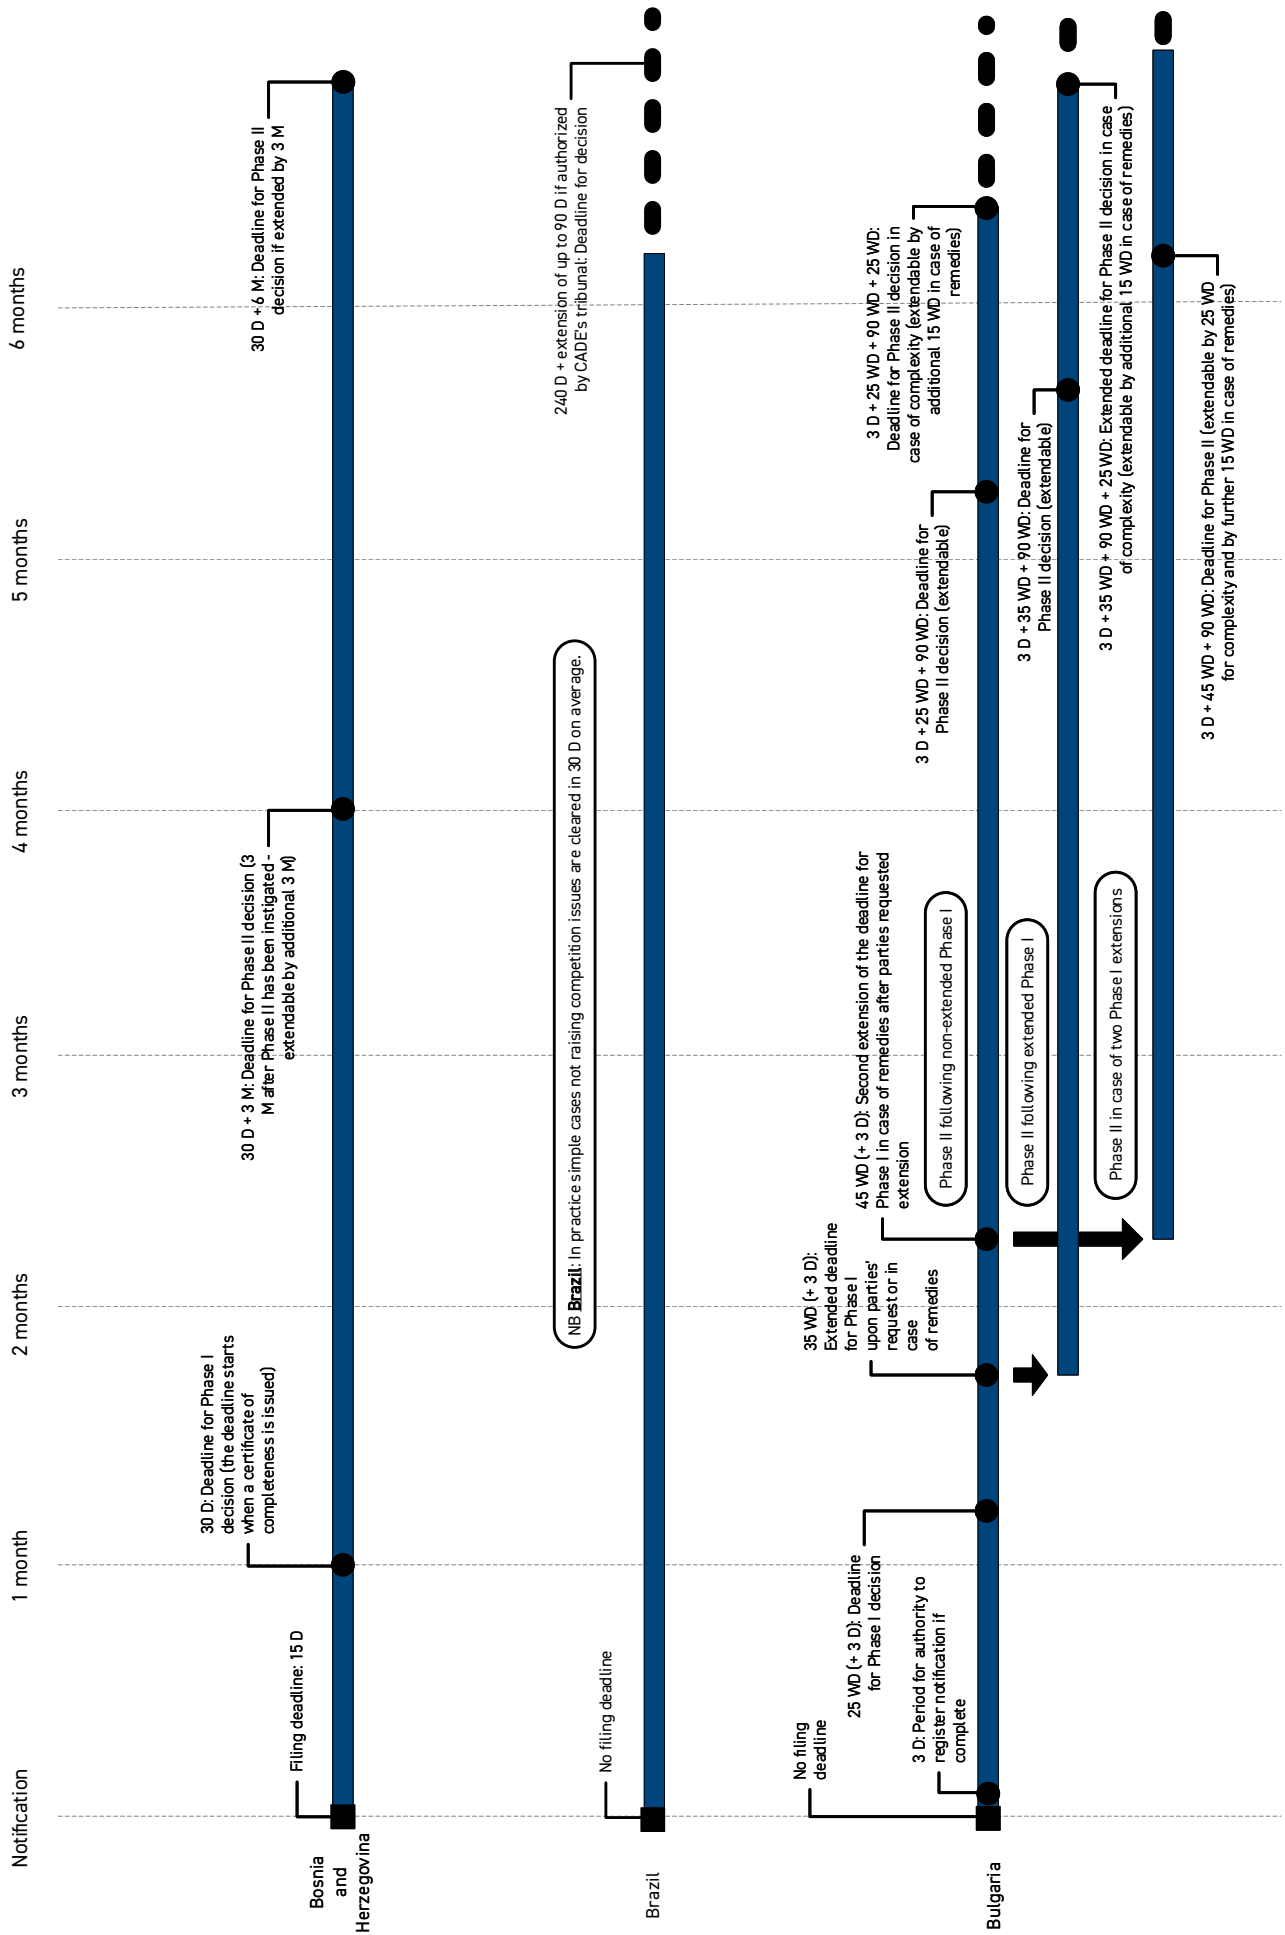 Notification
1 month
2 months
3 months
4 months
5 months
6 months
Bosnia
and
Herzegovina
Filing deadline: 15 D
30 D: Deadline for Phase I
decision (the deadline starts
when a certificate of
completeness is issued)
30 D + 3 M: Deadline for Phase II decision (3
M after Phase II has been instigated -
extendable by additional 3 M)
30 D + 6 M: Deadline for Phase II
decision if extended by 3 M
Brazil
No filing deadline
NB Brazil: In practice simple cases not raising competition issues are cleared in 30 D on average.
240 D + extension of up to 90 D if authorized
by CADE's tribunal: Deadline for decision
Bulgaria
No filing
deadline
3 D: Period for authority to
register notification if
complete
25 WD (+ 3 D): Deadline
for Phase I decision
35 WD (+ 3 D):
Extended deadline
for Phase I
upon parties'
request or in
case
of remedies
45 WD (+ 3 D): Second extension of the deadline for
Phase I in case of remedies after parties requested
extension
Phase II following non-extended Phase I
3 D + 25 WD + 90 WD: Deadline for
Phase II decision (extendable)
3 D + 25 WD + 90 WD + 25 WD:
Deadline for Phase II decision in
case of complexity (extendable by
additional 15 WD in case of
remedies)
Phase II following extended Phase I
3 D + 35 WD + 90 WD: Deadline for
Phase II decision (extendable)
3 D + 35 WD + 90 WD + 25 WD: Extended deadline for Phase II decision in case
of complexity (extendable by additional 15 WD in case of remedies)
Phase II in case of two Phase I extensions
3 D + 45 WD + 90 WD: Deadline for Phase II (extendable by 25 WD
for complexity and by further 15 WD in case of remedies)